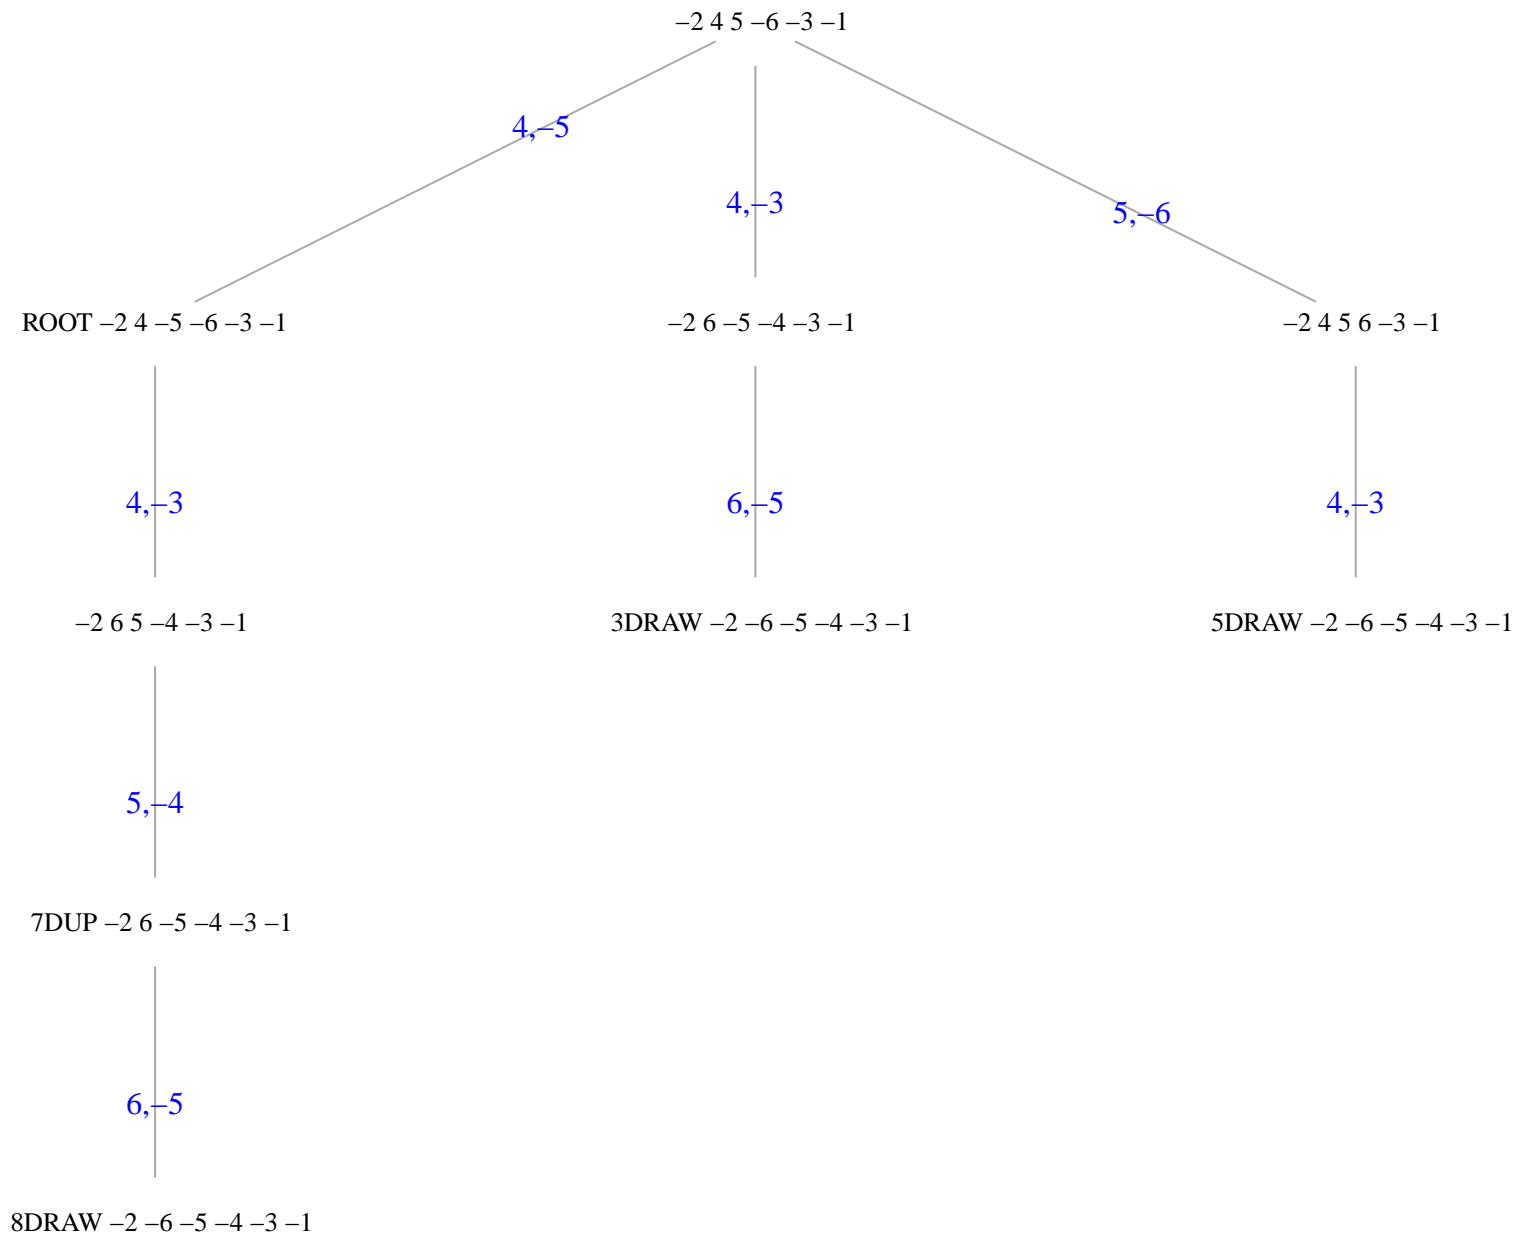 –2 4 5 –6 –3 –1
4,–5
4,–3
5,–6
ROOT –2 4 –5 –6 –3 –1
–2 6 –5 –4 –3 –1
–2 4 5 6 –3 –1
4,–3
6,–5
4,–3
–2 6 5 –4 –3 –1
3DRAW –2 –6 –5 –4 –3 –1
5DRAW –2 –6 –5 –4 –3 –1
5,–4
7DUP –2 6 –5 –4 –3 –1
6,–5
8DRAW –2 –6 –5 –4 –3 –1